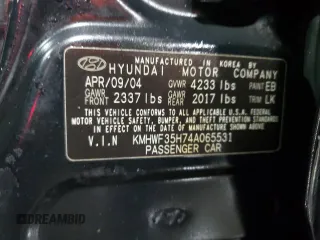 MANUFACTURED IN KOREA BY
HYUNDAI MOTOR COMPANY
APR/09/04 GVWR 4233 lbs PAINT EB
GAWR FRONT 2337 lbs GAWR REAR 2017 lbs TRIM LK
THIS VEHICLE CONFORMS TO ALL APPLICABLE U.S. FEDERAL
MOTOR VEHICLE SAFETY, BUMPER, AND THEFT PREVENTION STANDARDS
IN EFFECT ON THE DATE OF MANUFACTURE SHOWN ABOVE.
V.I.N KMHWF35H74A065531
PASSENGER CAR
AMERIBID